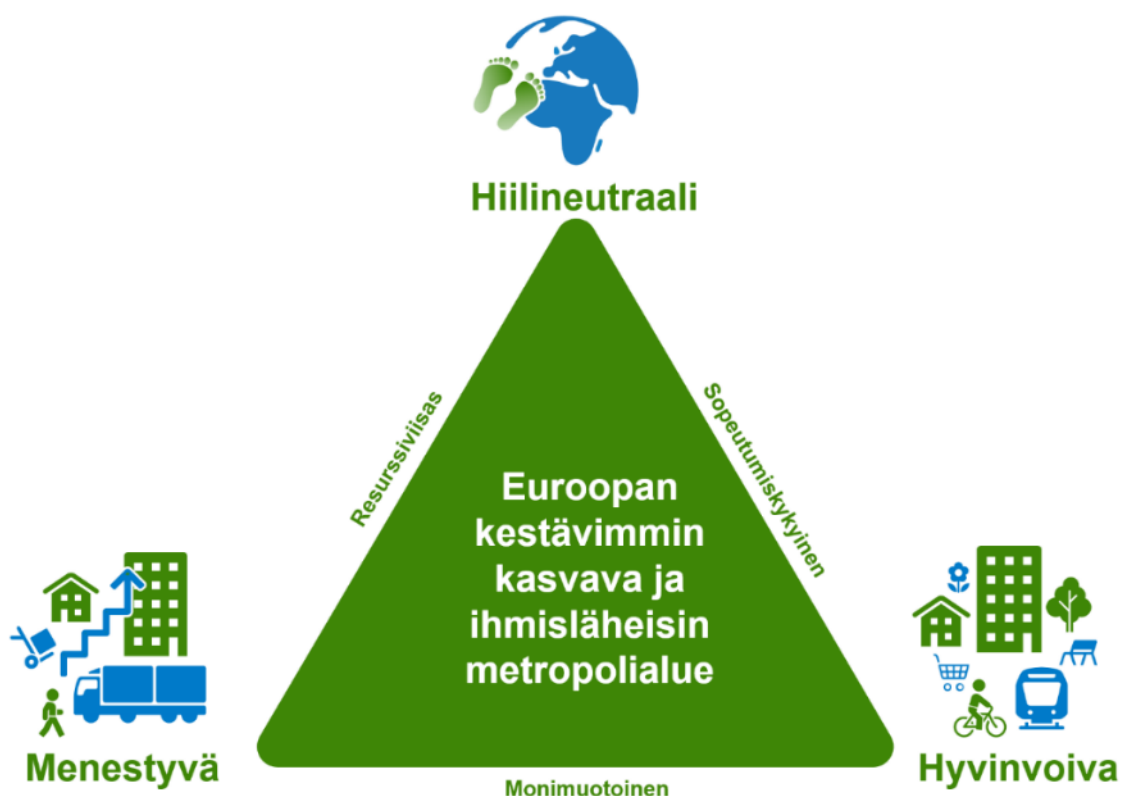 Hiilineutraali
Resurssiviisas
Sopeutumiskykyinen
Euroopan
kestävimmin
kasvava ja
ihmisläheisin
metropolialue
Menestyvä
Hyvinvoiva
Monimuotoinen